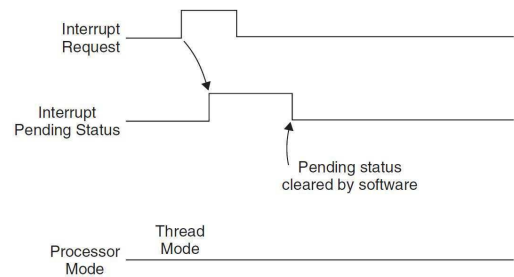 Interrupt
Request
Interrupt
Pending Status
Pending status
cleared by software
Thread
Mode
Processor
Mode